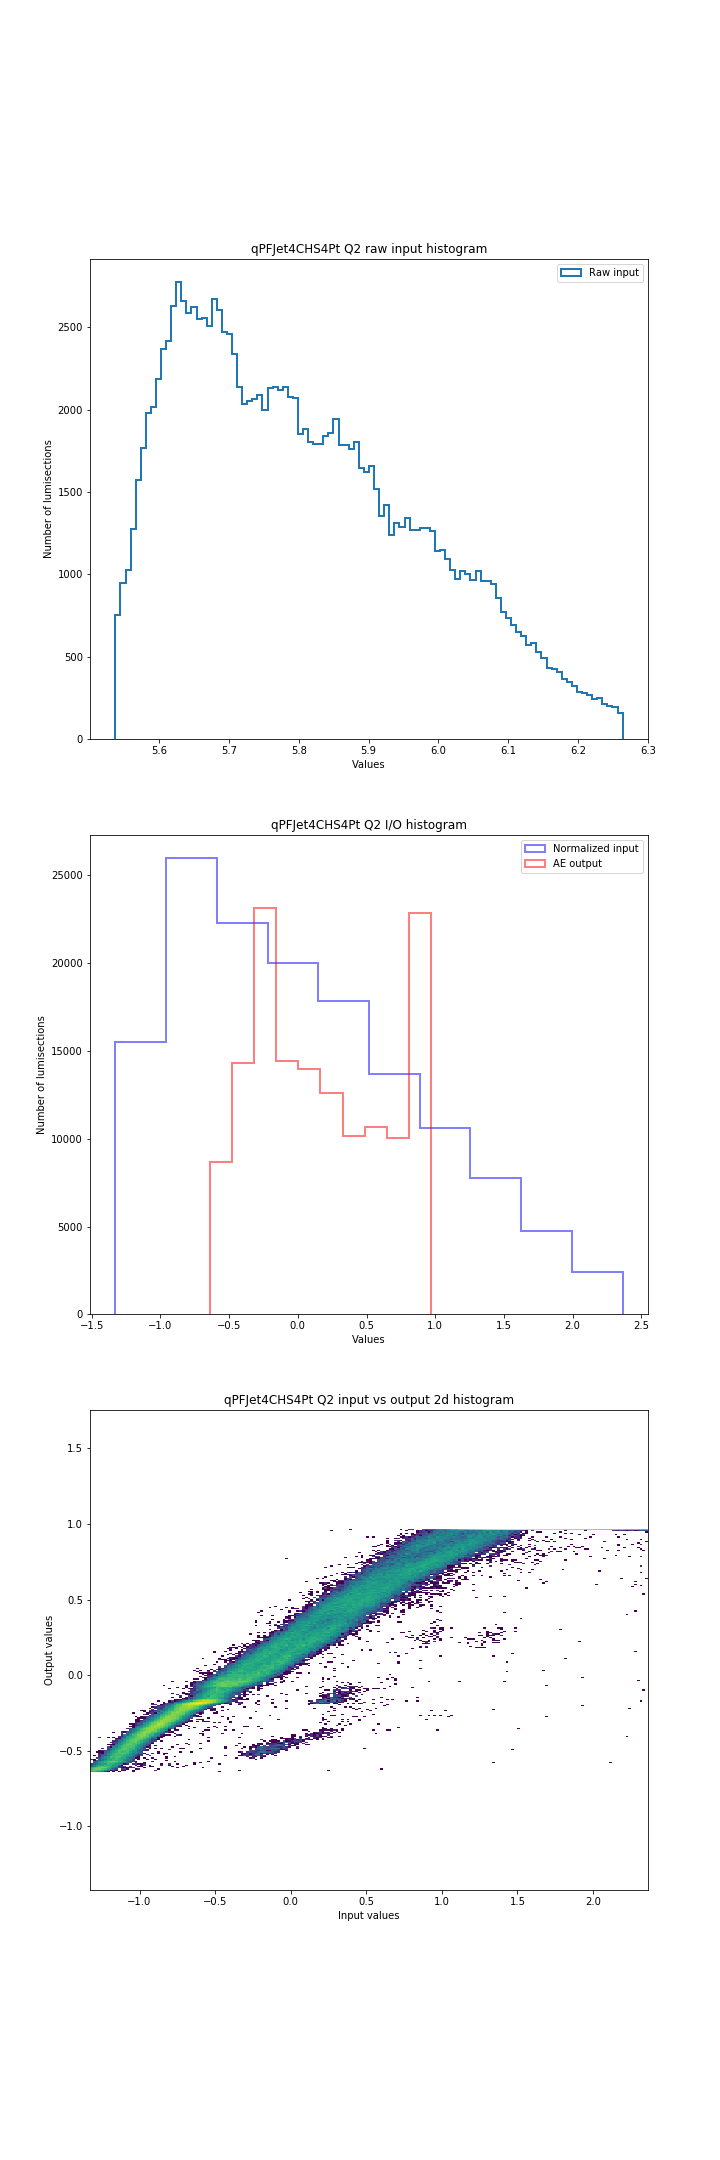 qPFJet4CHS4Pt Q2 raw input histogram
Raw input
Number of lumisections
2500
2000
1500
1000
500
0
5.6 5.7 5.8 5.9 6.0 6.1 6.2 6.3
Values
qPFJet4CHS4Pt Q2 I/O histogram
Normalized input
AE output
Number of lumisections
25000
20000
15000
10000
5000
0
−1.5 −1.0 −0.5 0.0 0.5 1.0 1.5 2.0 2.5
Values
qPFJet4CHS4Pt Q2 input vs output 2d histogram
Output values
1.5
1.0
0.5
0.0
−0.5
−1.0
−1.0 −0.5 0.0 0.5 1.0 1.5 2.0
Input values